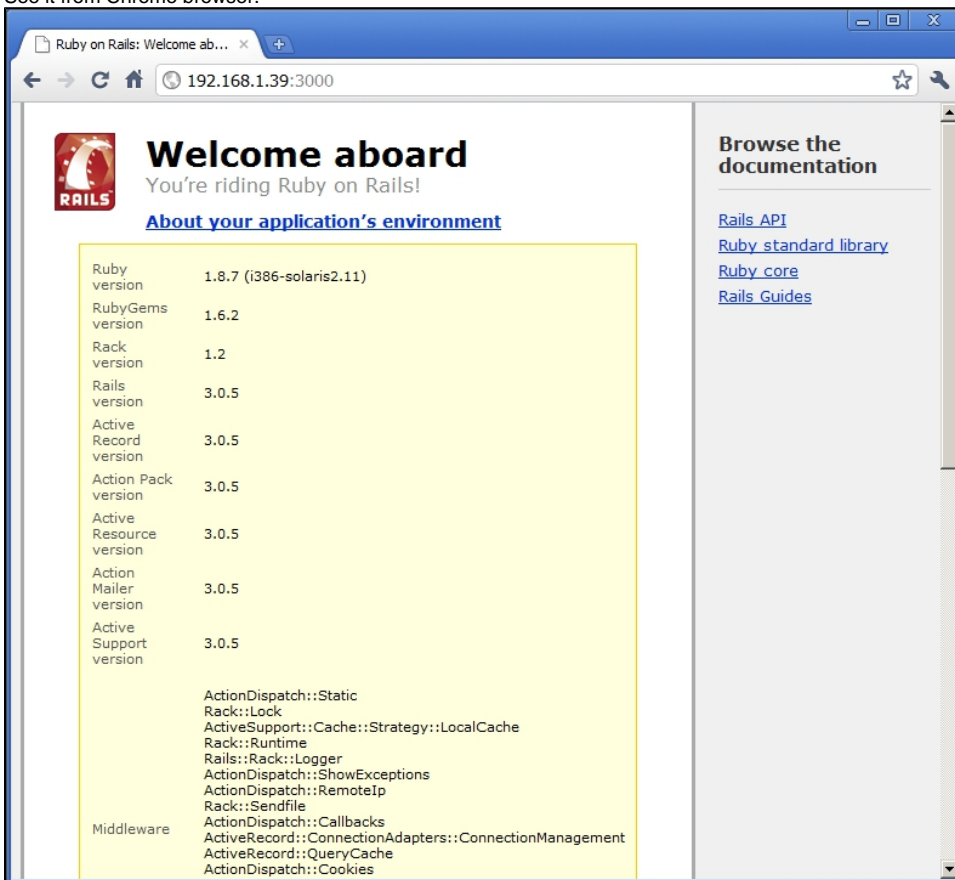 See it from Chrome browser:
Ruby on Rails: Welcome ab...
192.168.1.39:3000
RAILS
Welcome aboard
You're riding Ruby on Rails!
About your application's environment
Ruby version 1.8.7 (i386-solaris2.11)
RubyGems version 1.6.2
Rack version 1.2
Rails version 3.0.5
Active Record version 3.0.5
Action Pack version 3.0.5
Active Resource version 3.0.5
Action Mailer version 3.0.5
Active Support version 3.0.5
Middleware
ActionDispatch::Static
Rack::Lock
ActiveSupport::Cache::Strategy::LocalCache
Rack::Runtime
Rails::Rack::Logger
ActionDispatch::ShowExceptions
ActionDispatch::RemoteIp
Rack::Sendfile
ActionDispatch::Callbacks
ActiveRecord::ConnectionAdapters::ConnectionManagement
ActiveRecord::QueryCache
ActionDispatch::Cookies
Browse the
documentation
Rails API
Ruby standard library
Ruby core
Rails Guides